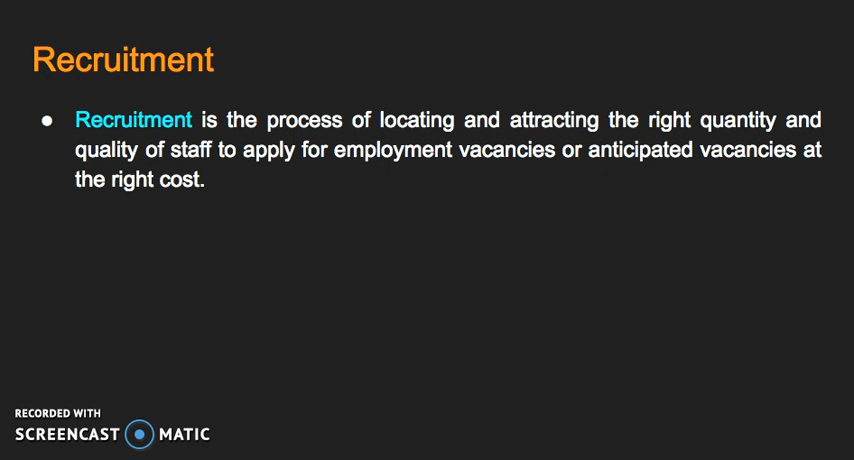 Recruitment
● Recruitment is the process of locating and attracting the right quantity and
quality of staff to apply for employment vacancies or anticipated vacancies at
the right cost.
RECORDED WITH
SCREENCAST MATIC